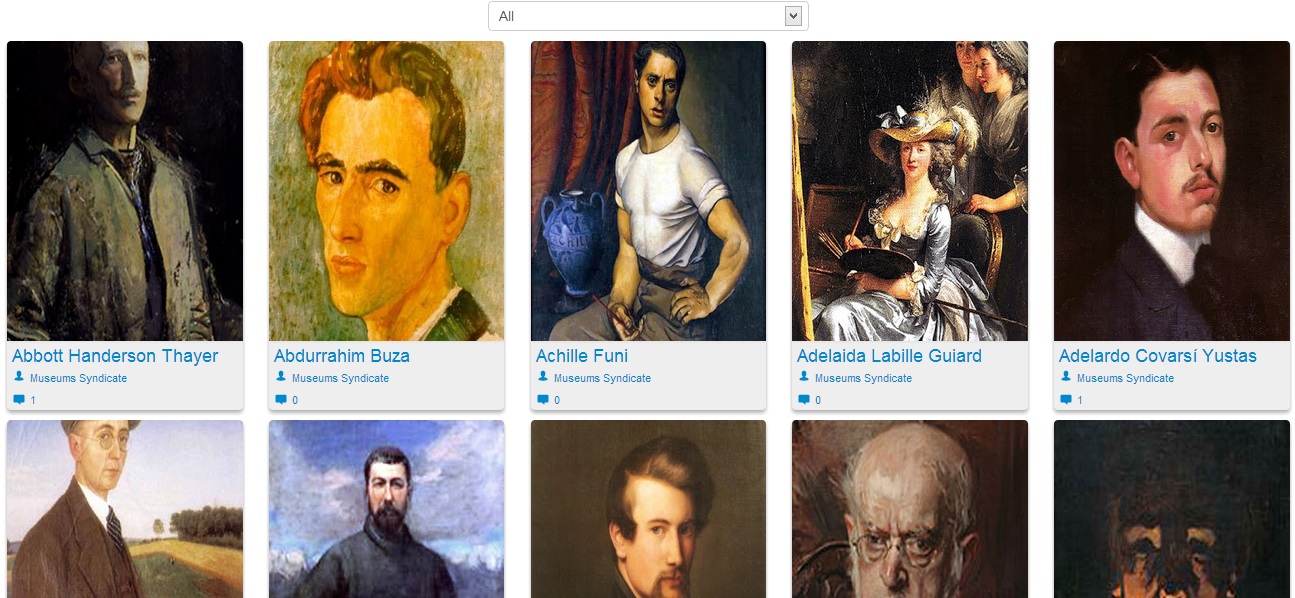 All
Abbott Handerson Thayer
Museums Syndicate
1
Abdurrahim Buza
Museums Syndicate
0
Achille Funi
Museums Syndicate
0
Adelaida Labille Guiard
Museums Syndicate
0
Adelardo Covarsí Yustas
Museums Syndicate
1